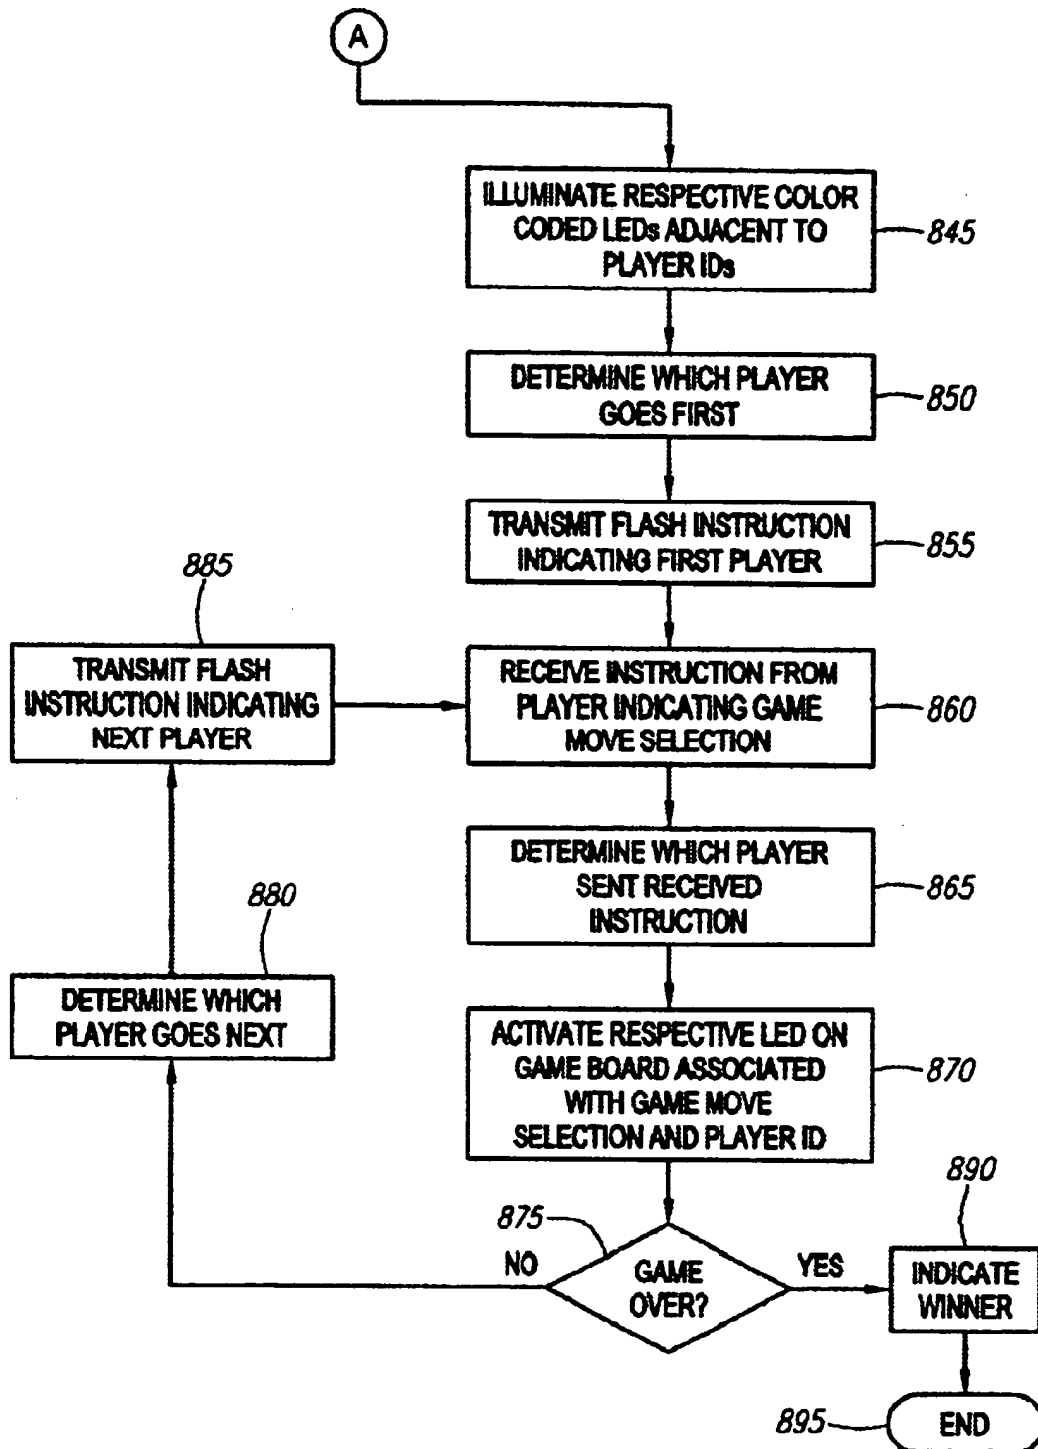 A
ILLUMINATE RESPECTIVE COLOR
CODED LEDs ADJACENT TO
PLAYER IDs
845
DETERMINE WHICH PLAYER
GOES FIRST
850
TRANSMIT FLASH INSTRUCTION
INDICATING FIRST PLAYER
855
885
TRANSMIT FLASH
INSTRUCTION INDICATING
NEXT PLAYER
RECEIVE INSTRUCTION FROM
PLAYER INDICATING GAME
MOVE SELECTION
860
DETERMINE WHICH PLAYER
SENT RECEIVED
INSTRUCTION
865
880
DETERMINE WHICH
PLAYER GOES NEXT
ACTIVATE RESPECTIVE LED ON
GAME BOARD ASSOCIATED
WITH GAME MOVE
SELECTION AND PLAYER ID
870
875
NO
GAME
OVER?
YES
890
INDICATE
WINNER
895
END